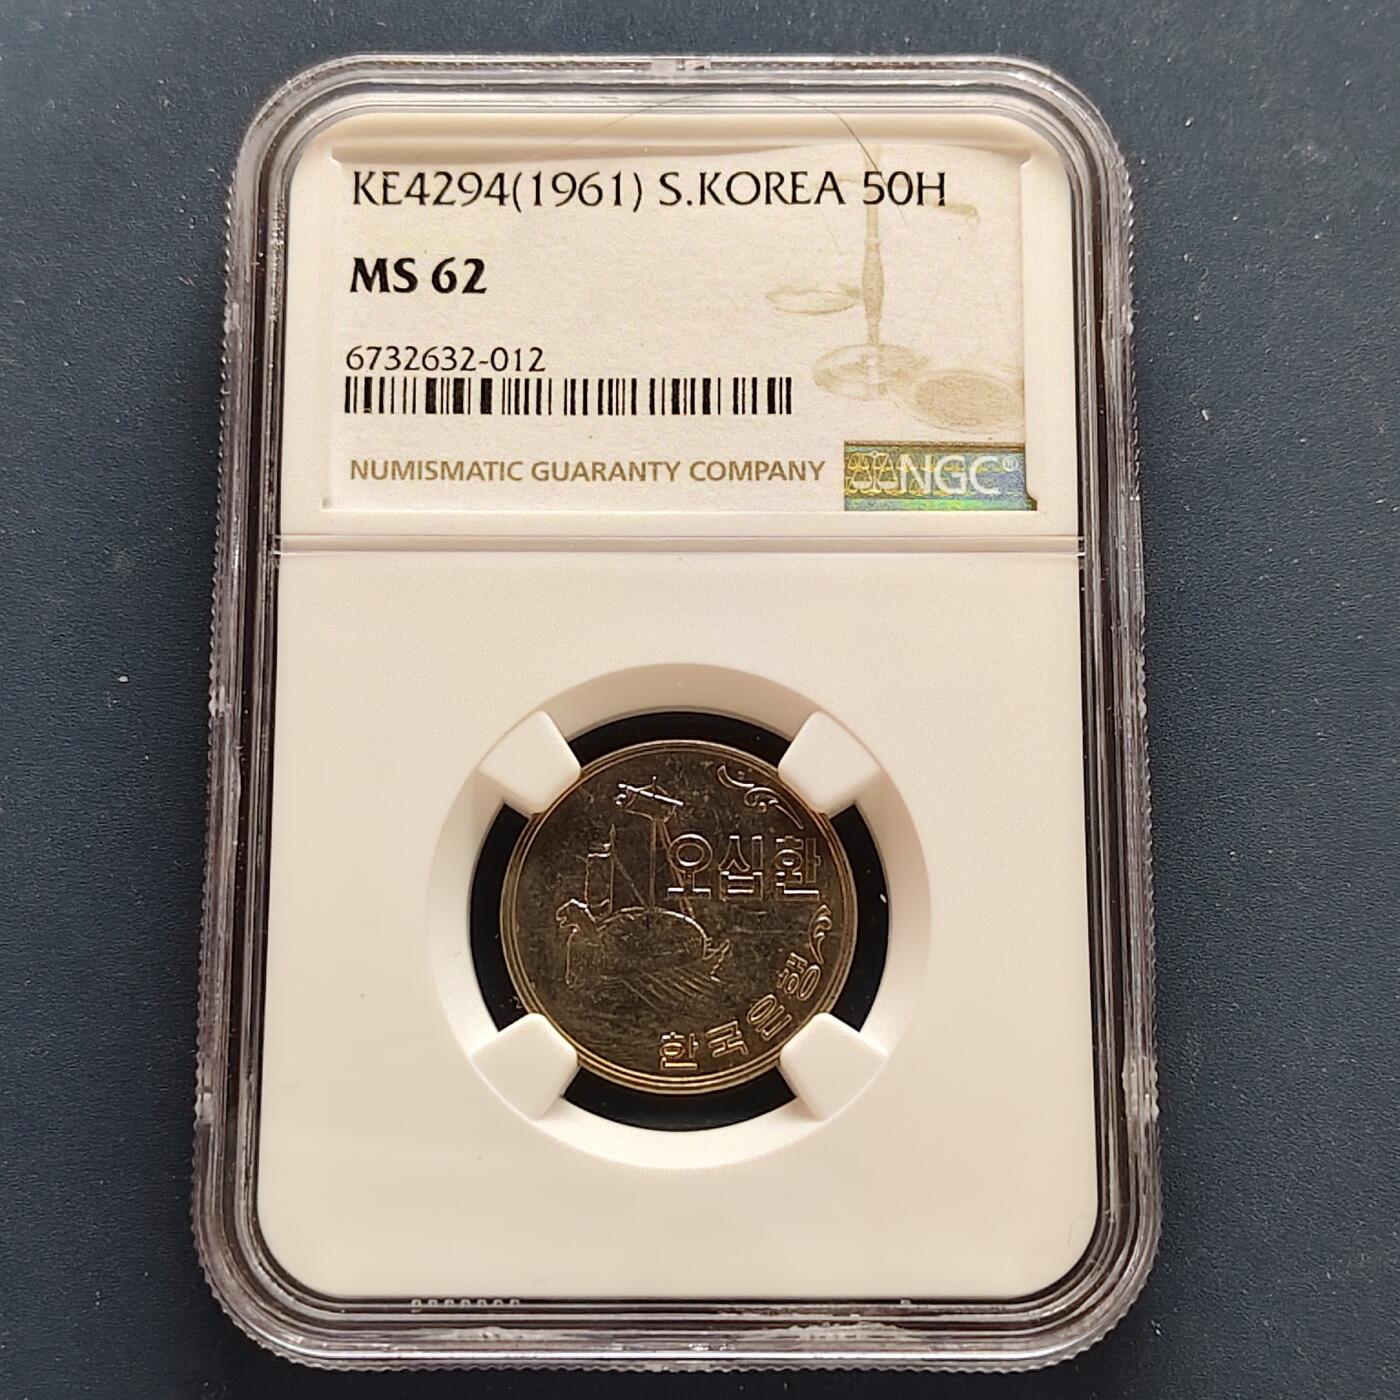 KE4294(1961) S.KOREA 50H
MS 62
6732632-012
NUMISMATIC GUARANTY COMPANY
NGC®
오십환
한국은행